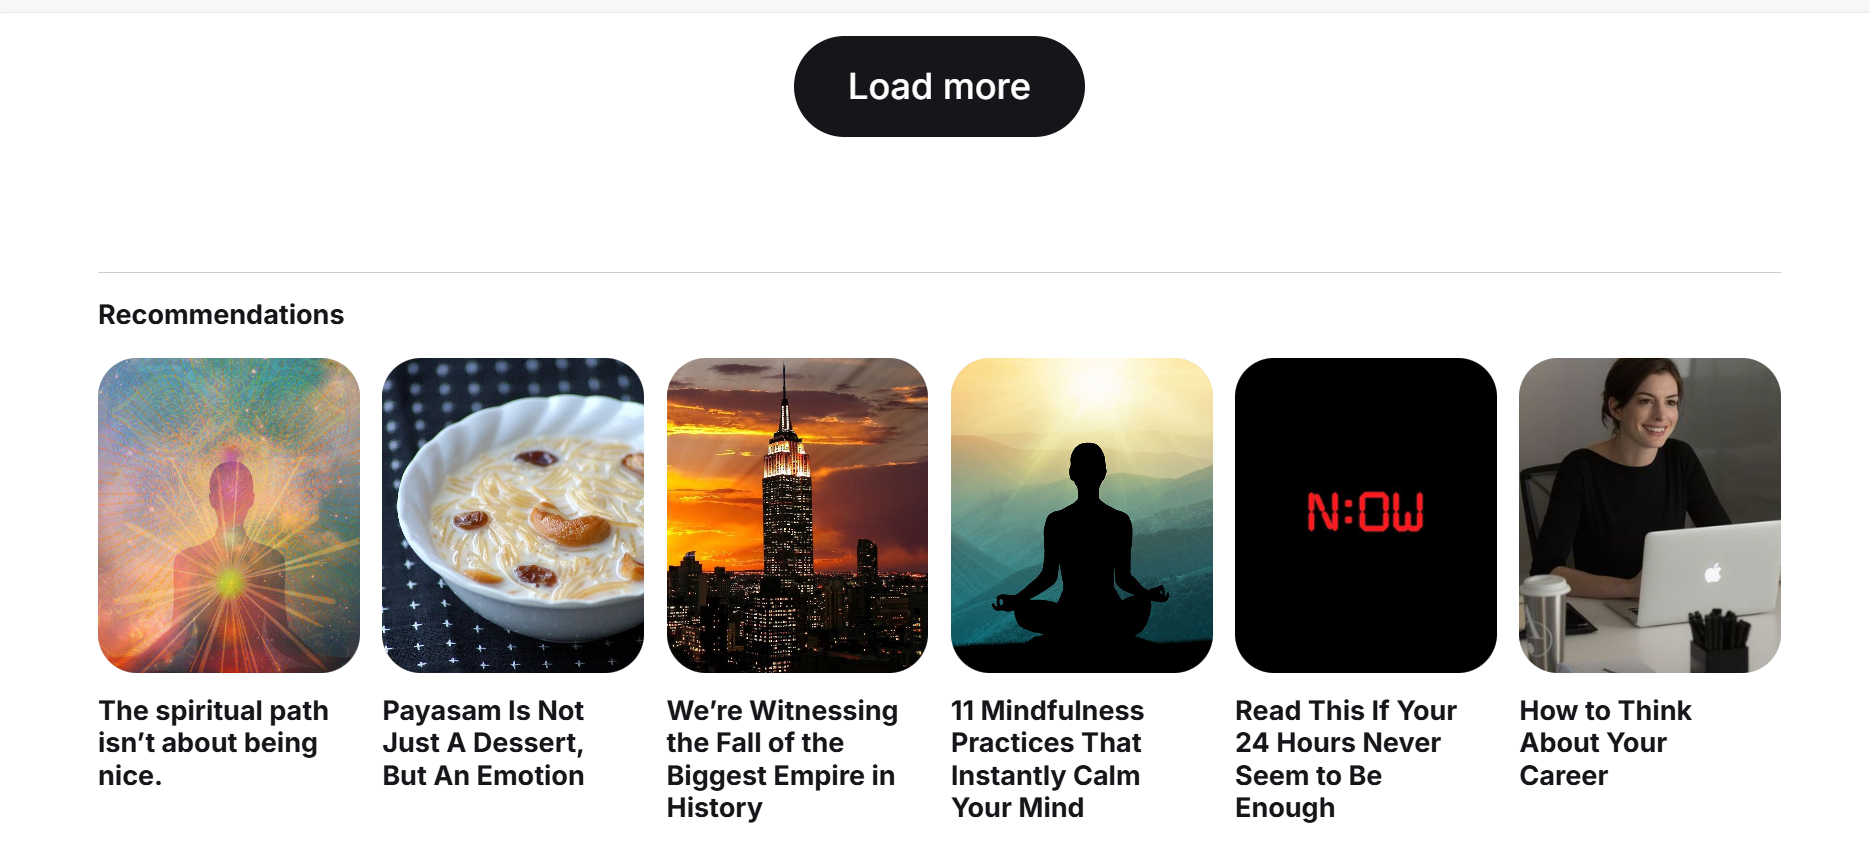 Load more
Recommendations
N:OW
The spiritual path
isn’t about being
nice.
Payasam Is Not
Just A Dessert,
But An Emotion
We’re Witnessing
the Fall of the
Biggest Empire in
History
11 Mindfulness
Practices That
Instantly Calm
Your Mind
Read This If Your
24 Hours Never
Seem to Be
Enough
How to Think
About Your
Career